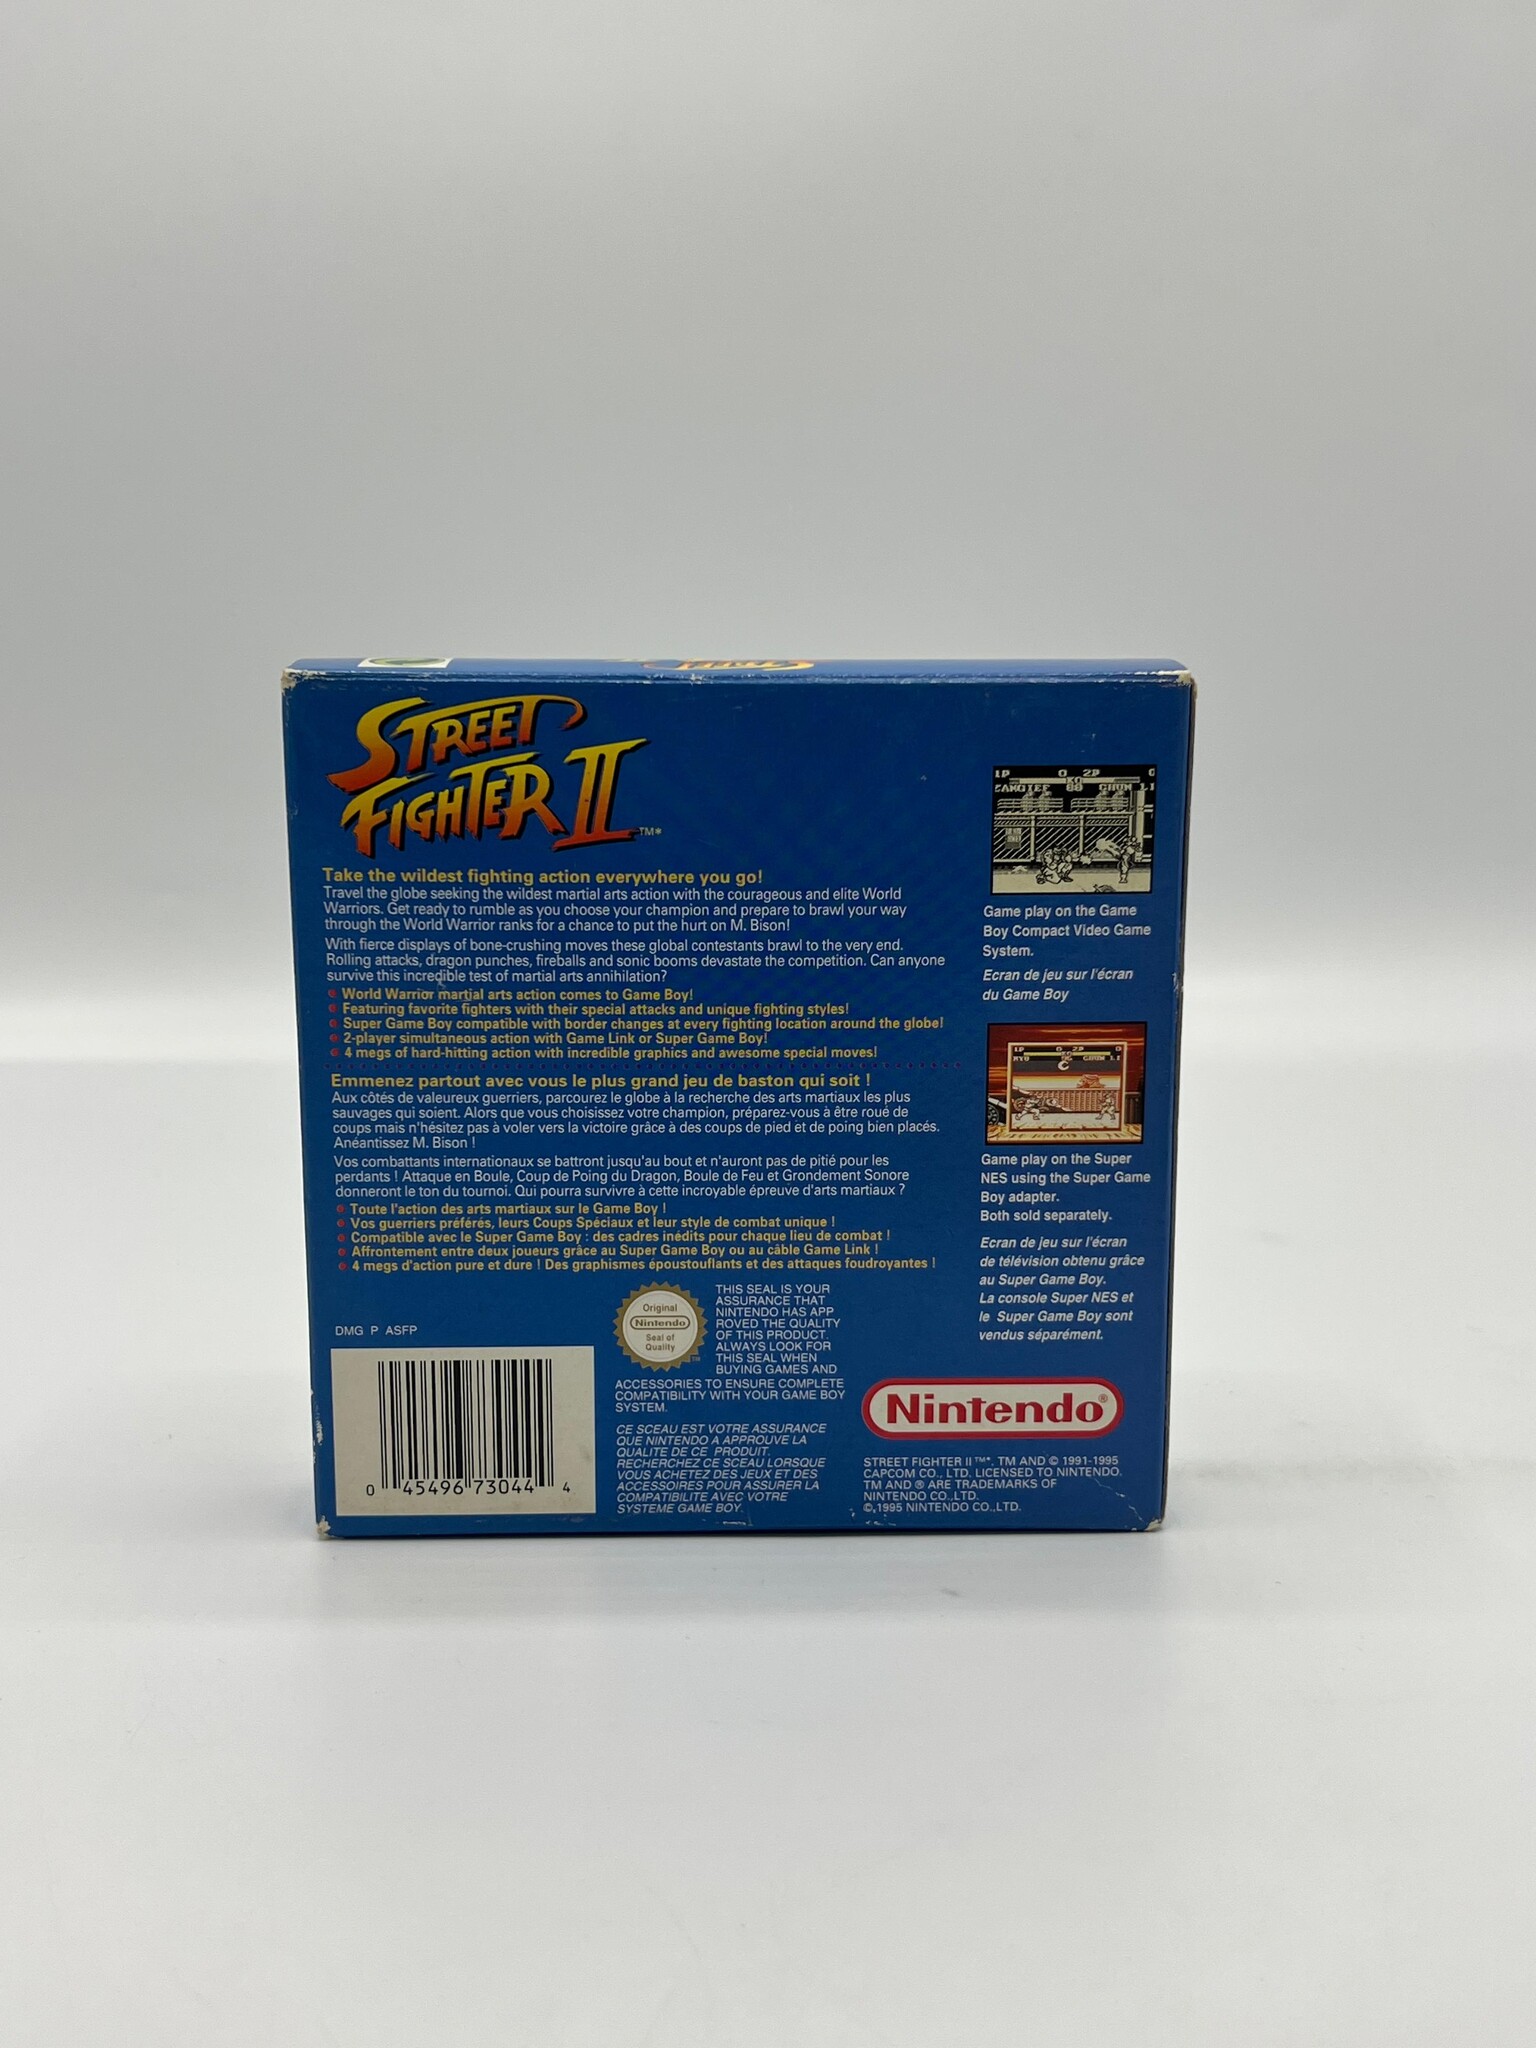 STREET
FIGHTER II ™*
Take the wildest fighting action everywhere you go!
Travel the globe seeking the wildest martial arts action with the courageous and elite World
Warriors. Get ready to rumble as you choose your champion and prepare to brawl your way
through the World Warrior ranks for a chance to put the hurt on M. Bison!
With fierce displays of bone-crushing moves these global contestants brawl to the very end.
Rolling attacks, dragon punches, fireballs and sonic booms devastate the competition. Can anyone
survive this incredible test of martial arts annihilation?
• World Warrior martial arts action comes to Game Boy!
• Featuring favorite fighters with their special attacks and unique fighting styles!
• Super Game Boy compatible with border changes at every fighting location around the globe!
• 2-player simultaneous action with Game Link or Super Game Boy!
• 4 megs of hard-hitting action with incredible graphics and awesome special moves!
Emmenez partout avec vous le plus grand jeu de baston qui soit !
Aux côtés de valeureux guerriers, parcourez le globe à la recherche des arts martiaux les plus
sauvages qui soient. Alors que vous choisissez votre champion, préparez-vous à être roué de
coups mais n'hésitez pas à voler vers la victoire grâce à des coups de pied et de poing bien placés.
Anéantissez M. Bison !
Vos combattants internationaux se battront jusqu'au bout et n'auront pas de pitié pour les
perdants ! Attaque en Boule, Coup de Poing du Dragon, Boule de Feu et Grondement Sonore
donneront le ton du tournoi. Qui pourra survivre à cette incroyable épreuve d'arts martiaux ?
• Toute l'action des arts martiaux sur le Game Boy !
• Vos guerriers préférés, leurs Coups Spéciaux et leur style de combat unique !
• Compatible avec le Super Game Boy : des cadres inédits pour chaque lieu de combat !
• Affrontement entre deux joueurs grâce au Super Game Boy ou au câble Game Link !
• 4 megs d'action pure et dure ! Des graphismes époustouflants et des attaques foudroyantes !
1P 0 2P 0
ZANGIEF 88 CHUN LI
Game play on the Game
Boy Compact Video Game
System.
Ecran de jeu sur l'écran
du Game Boy
1P 0 2P 0
RYU CHUN LI
Game play on the Super
NES using the Super Game
Boy adapter.
Both sold separately.
Ecran de jeu sur l'écran
de télévision obtenu grâce
au Super Game Boy.
La console Super NES et
le Super Game Boy sont
vendus séparément.
DMG P ASFP
0 45496 73044 4
Original
Nintendo
Seal of
Quality
TM
THIS SEAL IS YOUR
ASSURANCE THAT
NINTENDO HAS APP
ROVED THE QUALITY
OF THIS PRODUCT.
ALWAYS LOOK FOR
THIS SEAL WHEN
BUYING GAMES AND
ACCESSORIES TO ENSURE COMPLETE
COMPATIBILITY WITH YOUR GAME BOY
SYSTEM.
CE SCEAU EST VOTRE ASSURANCE
QUE NINTENDO A APPROUVE LA
QUALITE DE CE PRODUIT.
RECHERCHEZ CE SCEAU LORSQUE
VOUS ACHETEZ DES JEUX ET DES
ACCESSOIRES POUR ASSURER LA
COMPATIBILITE AVEC VOTRE
SYSTEME GAME BOY.
Nintendo®
STREET FIGHTER II ™*. TM AND © 1991-1995
CAPCOM CO., LTD. LICENSED TO NINTENDO.
TM AND ® ARE TRADEMARKS OF
NINTENDO CO.,LTD.
©,1995 NINTENDO CO.,LTD.